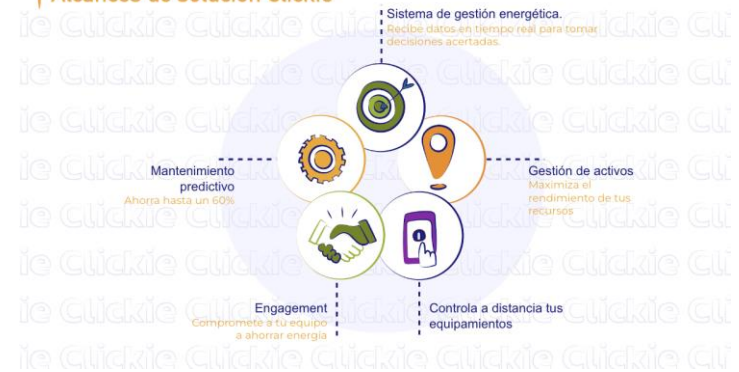 Alcances de Solución Clickie
Sistema de gestión energética.
Recibe datos en tiempo real para tomar
decisiones acertadas.
Mantenimiento
predictivo
Ahorra hasta un 60%
Gestión de activos
Maximiza el
rendimiento de tus
recursos
Engagement
Compromete a tu equipo
a ahorrar energía
Controla a distancia tus
equipamientos